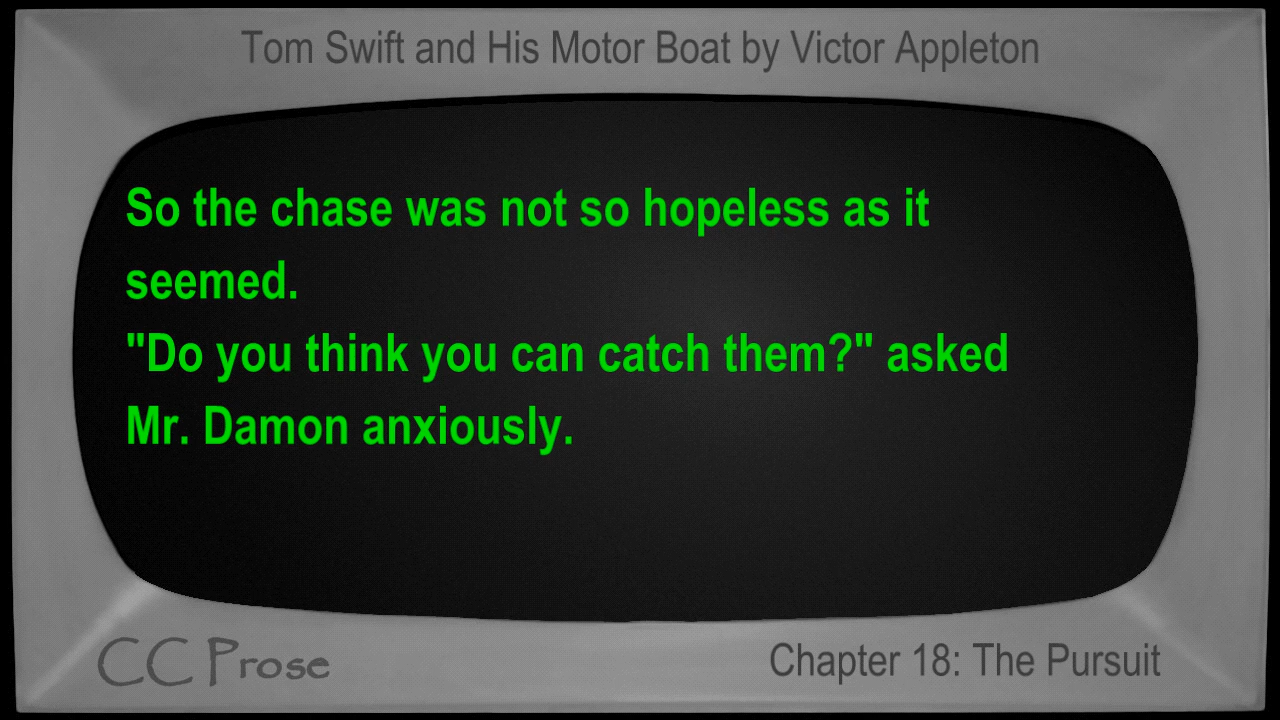 Tom Swift and His Motor Boat by Victor Appleton
So the chase was not so hopeless as it
seemed.
"Do you think you can catch them?" asked
Mr. Damon anxiously.
CC Prose
Chapter 18: The Pursuit